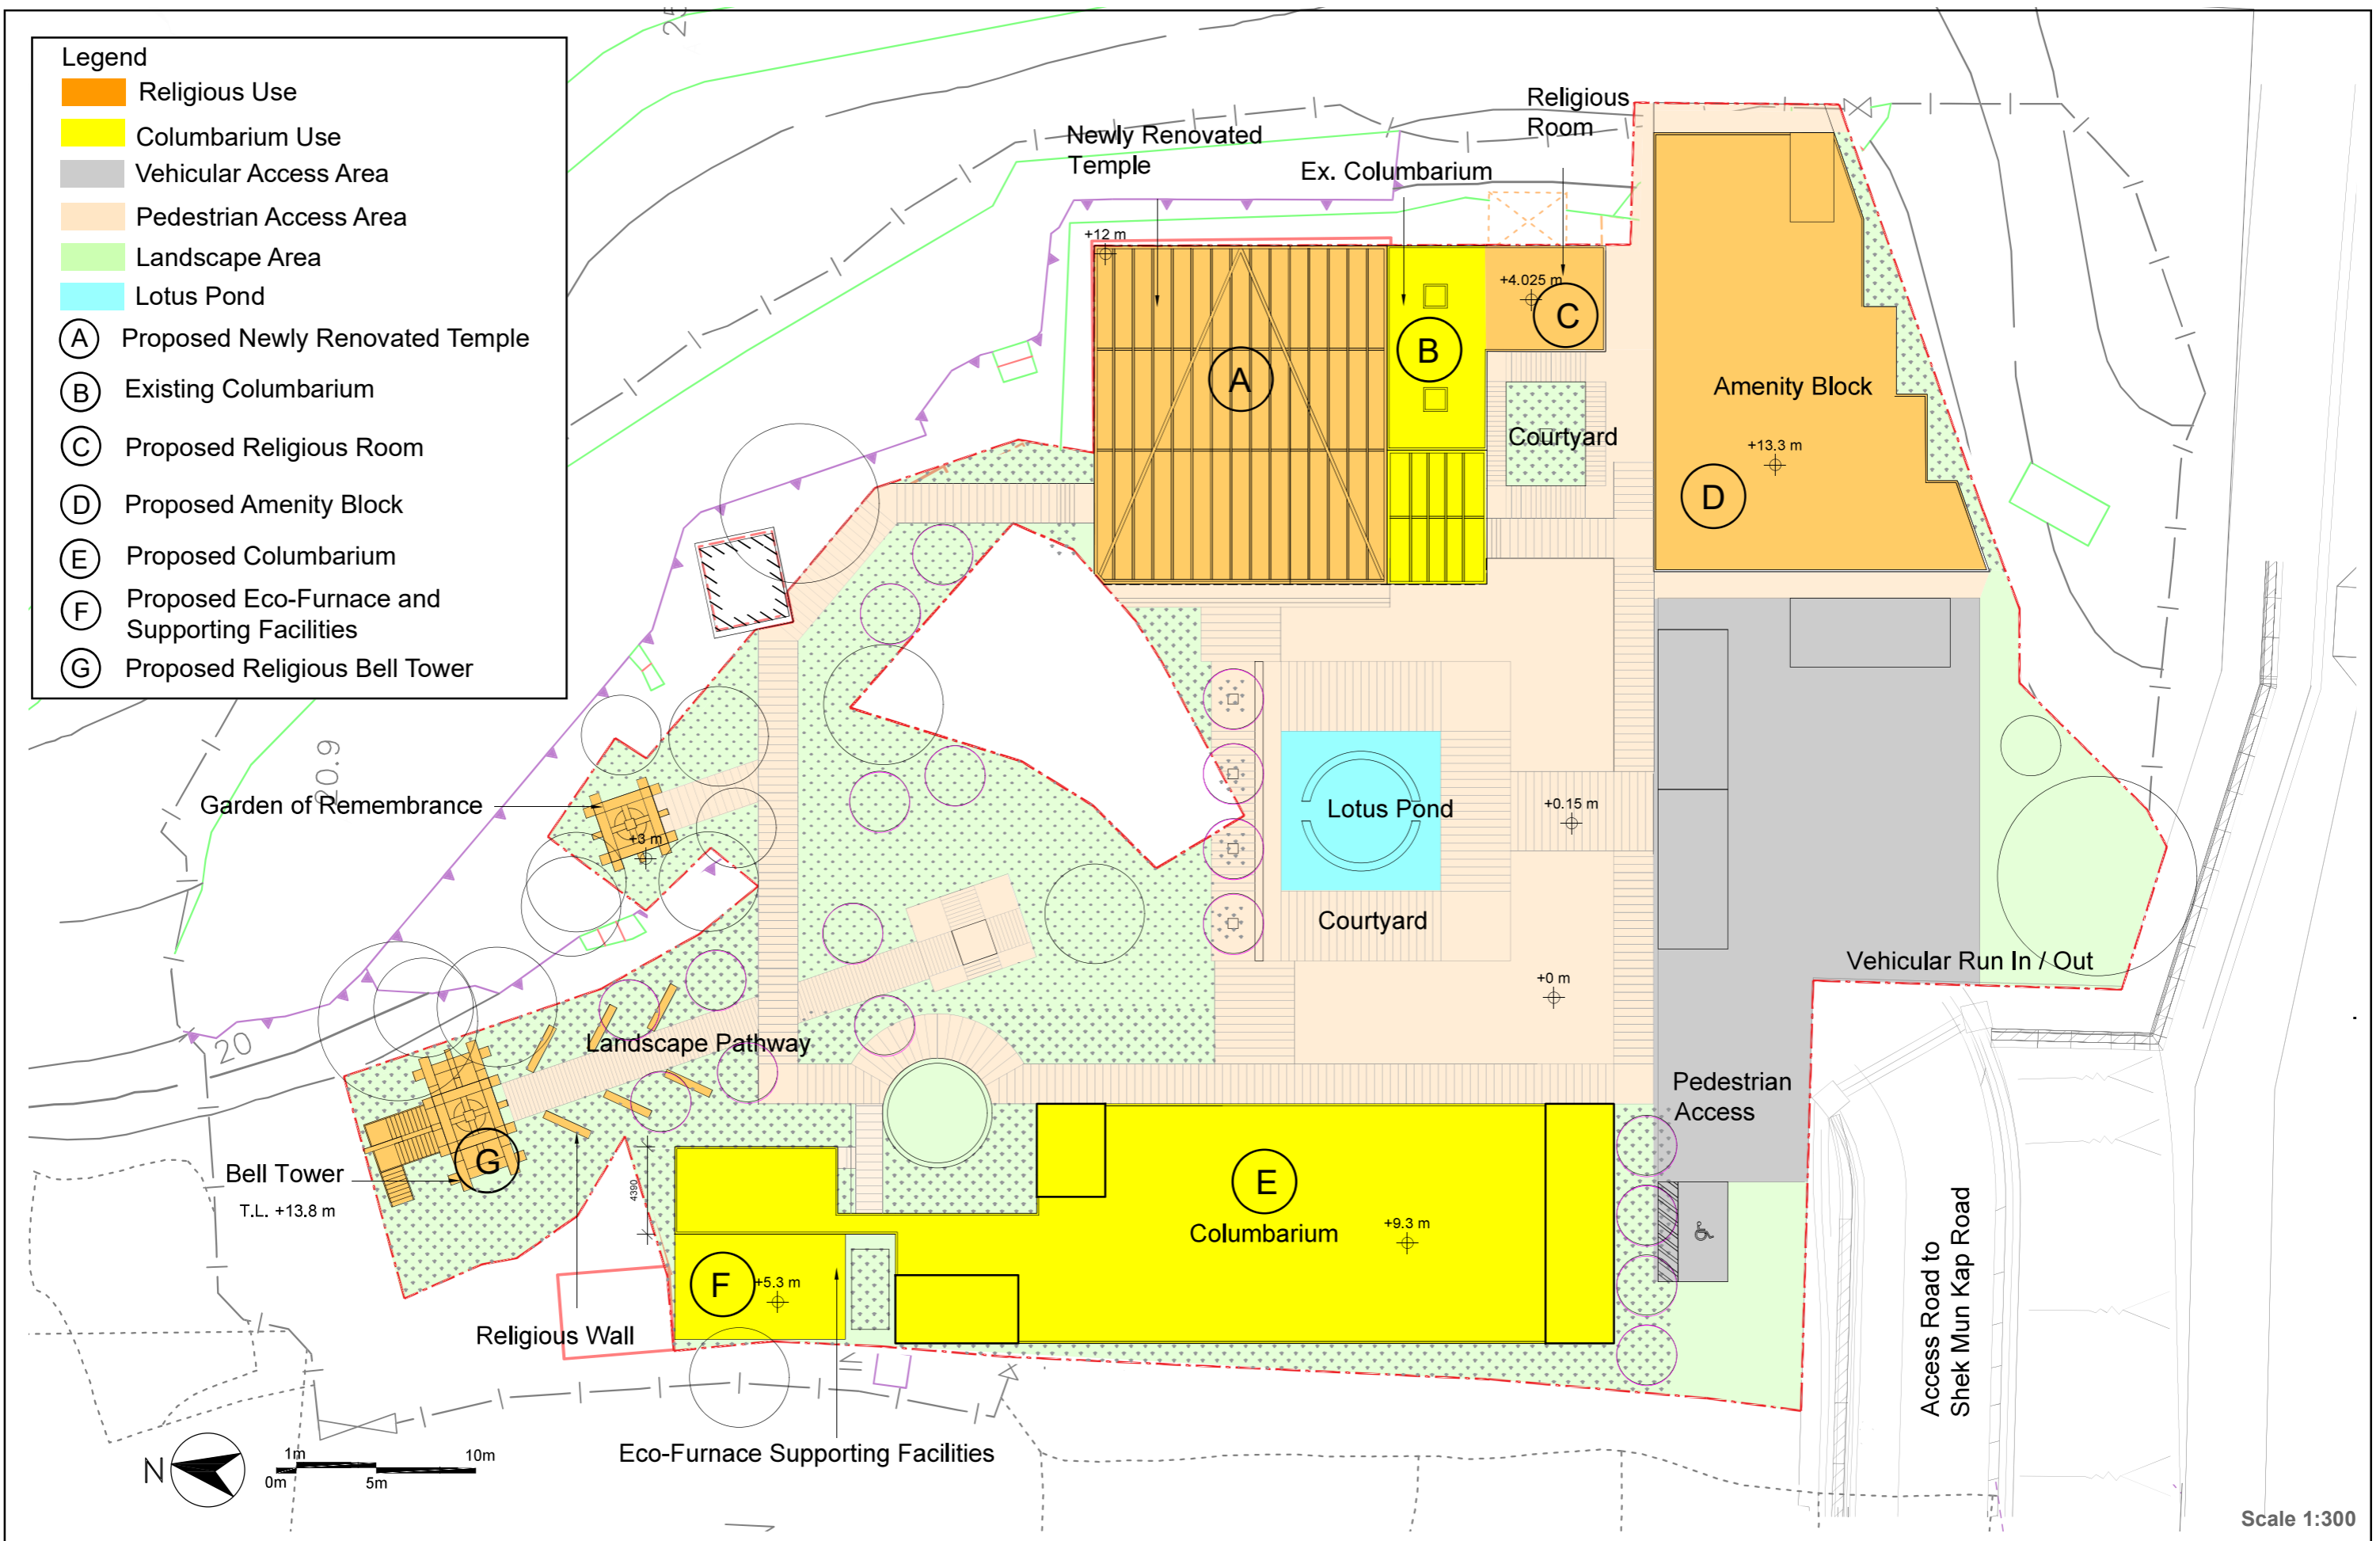 Legend
Religious Use
Columbarium Use
Vehicular Access Area
Pedestrian Access Area
Landscape Area
Lotus Pond
A Proposed Newly Renovated Temple
B Existing Columbarium
C Proposed Religious Room
D Proposed Amenity Block
E Proposed Columbarium
F Proposed Eco-Furnace and
Supporting Facilities
G Proposed Religious Bell Tower
Religious
Room
Newly Renovated
Temple
Ex. Columbarium
+12 m
+4.025 m
C
B
A
Amenity Block
Courtyard
+13.3 m
D
20.9
Garden of Remembrance
+3 m
Lotus Pond
+0.15 m
Courtyard
Vehicular Run In / Out
+0 m
20
Landscape Pathway
Pedestrian
Access
G
Bell Tower
T.L. +13.8 m
4390
E
Columbarium
+9.3 m
F
+5.3 m
Religious Wall
Access Road to
Shek Mun Kap Road
Eco-Furnace Supporting Facilities
N
1m
10m
0m
5m
Scale 1:300